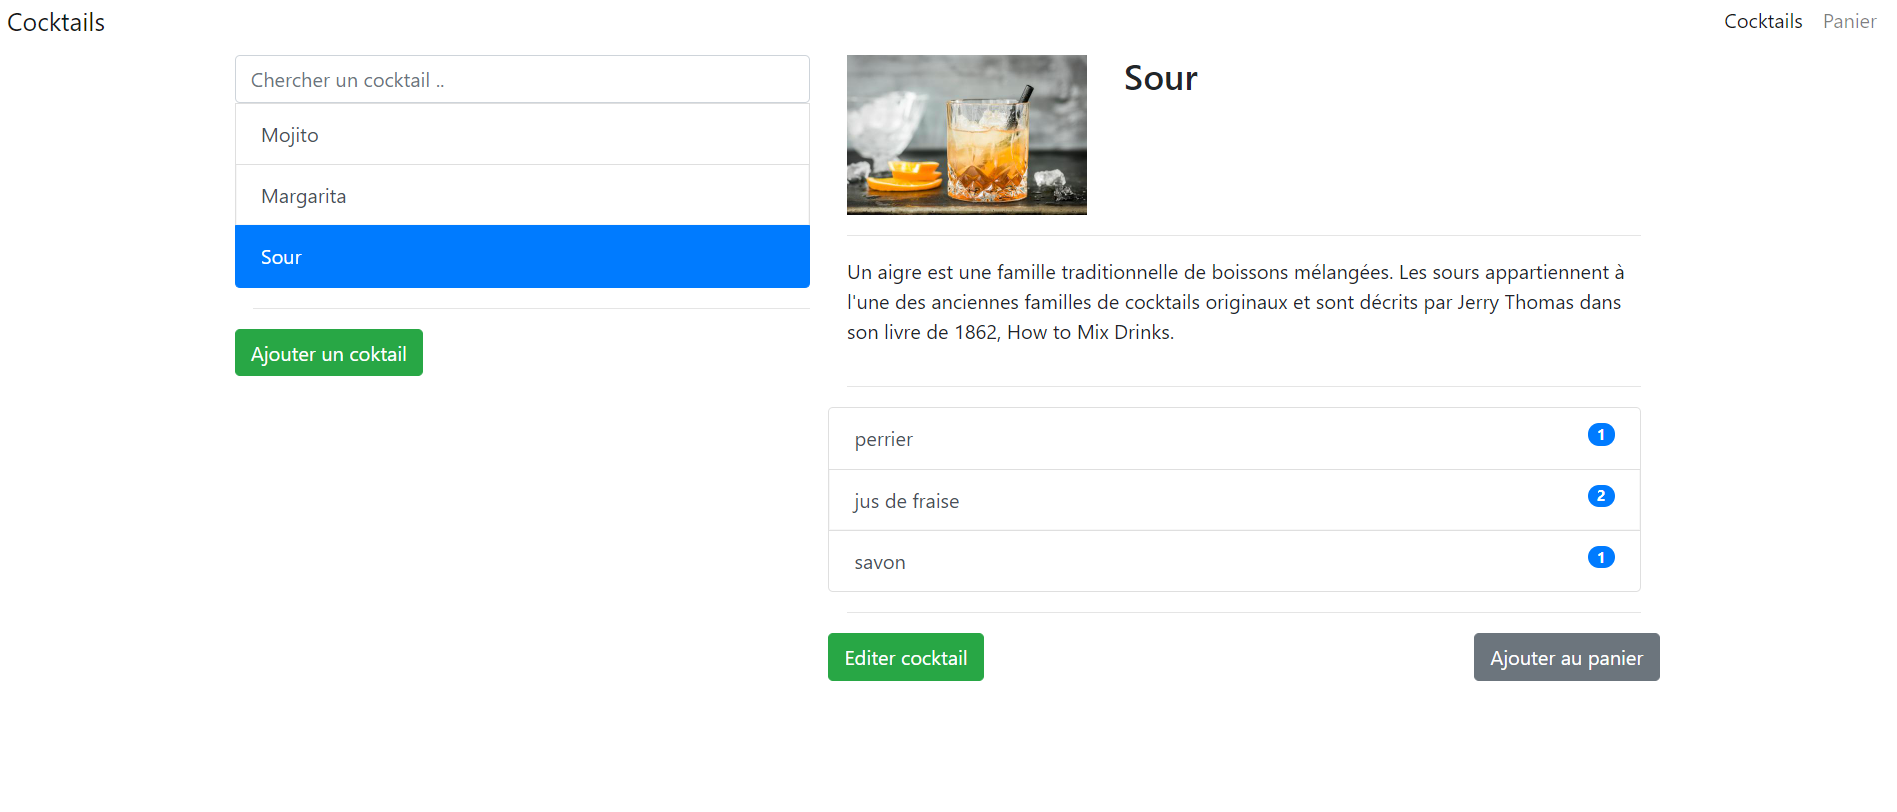 Cocktails
Cocktails Panier
Chercher un cocktail ..
Mojito
Margarita
Sour
Ajouter un coktail
Sour
Un aigre est une famille traditionnelle de boissons mélangées. Les sours appartiennent à
l'une des anciennes familles de cocktails originaux et sont décrits par Jerry Thomas dans
son livre de 1862, How to Mix Drinks.
perrier 1
jus de fraise 2
savon 1
Editer cocktail
Ajouter au panier